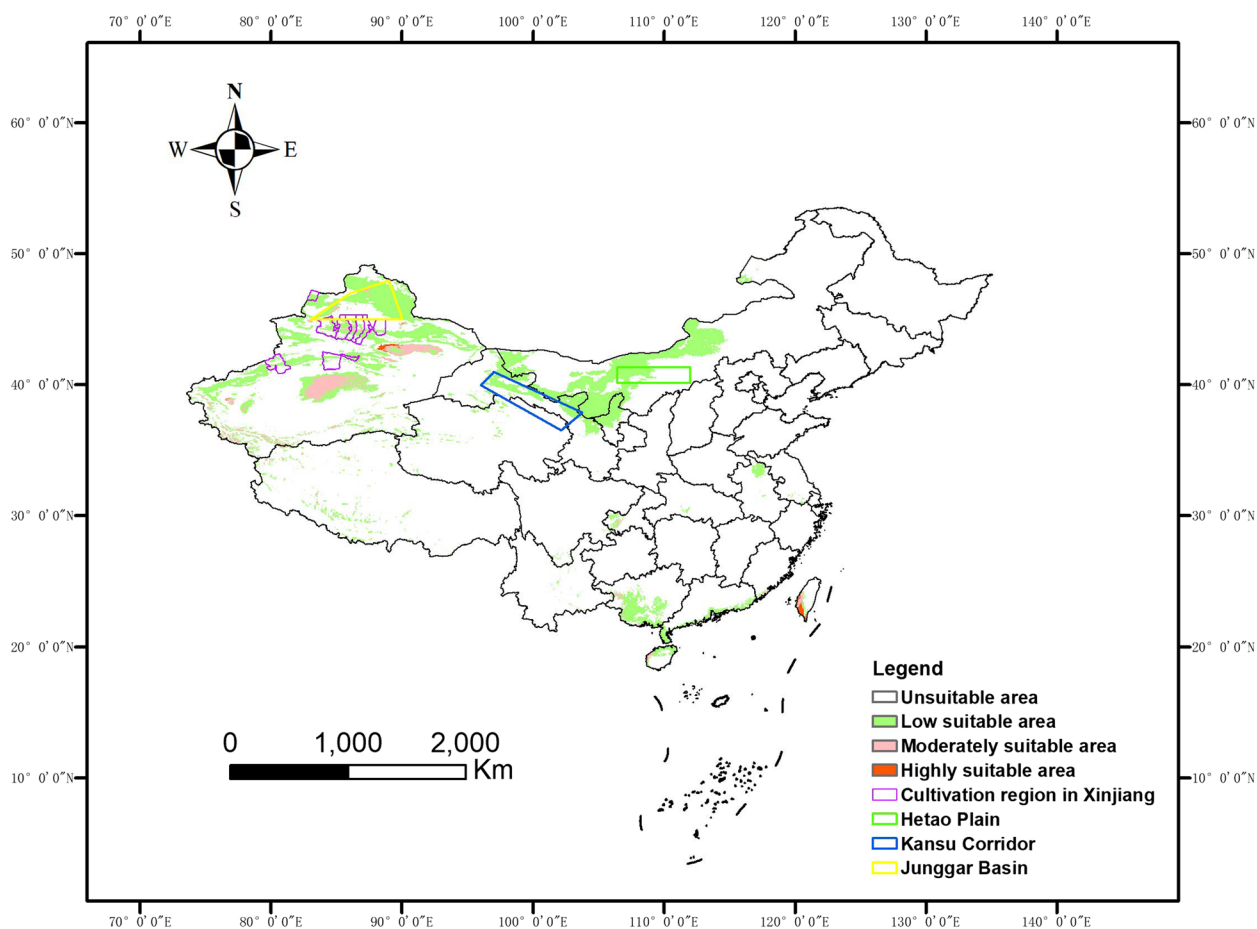 70° 0′0″E 80° 0′0″E 90° 0′0″E 100° 0′0″E 110° 0′0″E 120° 0′0″E 130° 0′0″E 140° 0′0″E
N
W E
S
60° 0′0″N 60° 0′0″N
50° 0′0″N 50° 0′0″N
40° 0′0″N 40° 0′0″N
30° 0′0″N 30° 0′0″N
20° 0′0″N 20° 0′0″N
10° 0′0″N 10° 0′0″N
Legend
Unsuitable area
Low suitable area
Moderately suitable area
Highly suitable area
Cultivation region in Xinjiang
Hetao Plain
Kansu Corridor
Junggar Basin
0 1,000 2,000
Km
70° 0′0″E 80° 0′0″E 90° 0′0″E 100° 0′0″E 110° 0′0″E 120° 0′0″E 130° 0′0″E 140° 0′0″E